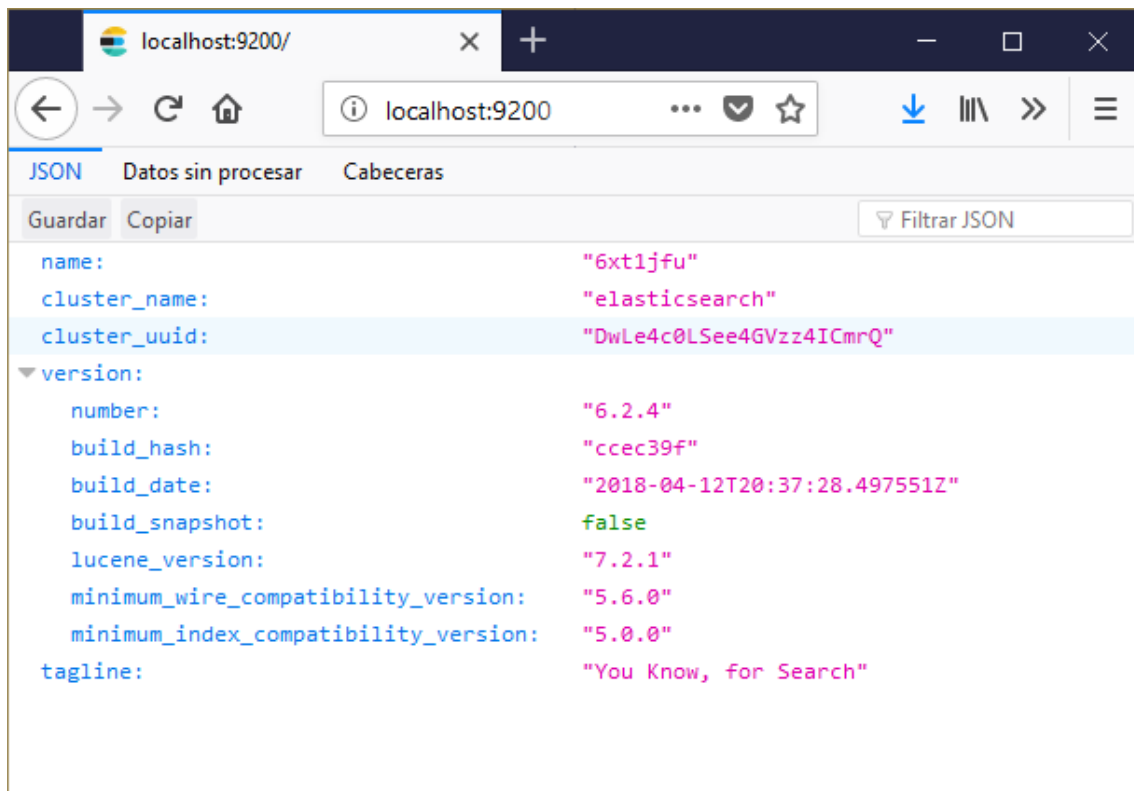 localhost:9200/
localhost:9200
JSON Datos sin procesar Cabeceras
Guardar Copiar Filtrar JSON
name: "6xt1jfu"
cluster_name: "elasticsearch"
cluster_uuid: "DwLe4c0LSee4GVzz4ICmrQ"
version:
number: "6.2.4"
build_hash: "ccec39f"
build_date: "2018-04-12T20:37:28.497551Z"
build_snapshot: false
lucene_version: "7.2.1"
minimum_wire_compatibility_version: "5.6.0"
minimum_index_compatibility_version: "5.0.0"
tagline: "You Know, for Search"